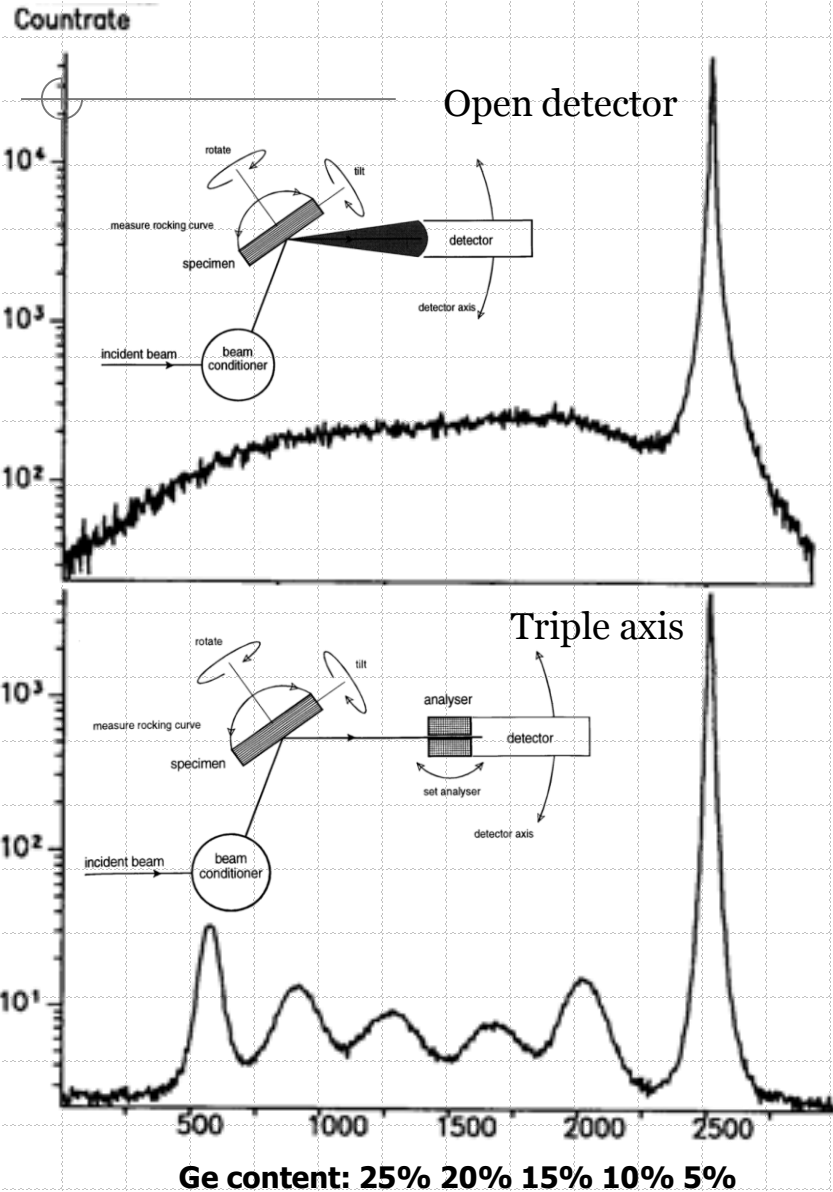 Countrate
Open detector
10⁴
rotate
tilt
measure rocking curve
specimen
detector
detector axis
10³
incident beam
beam
conditioner
10²
Triple axis
rotate
tilt
10³
measure rocking curve
analyser
specimen
detector
set analyser
detector axis
10²
incident beam
beam
conditioner
10¹
500 1000 1500 2000 2500
Ge content: 25% 20% 15% 10% 5%